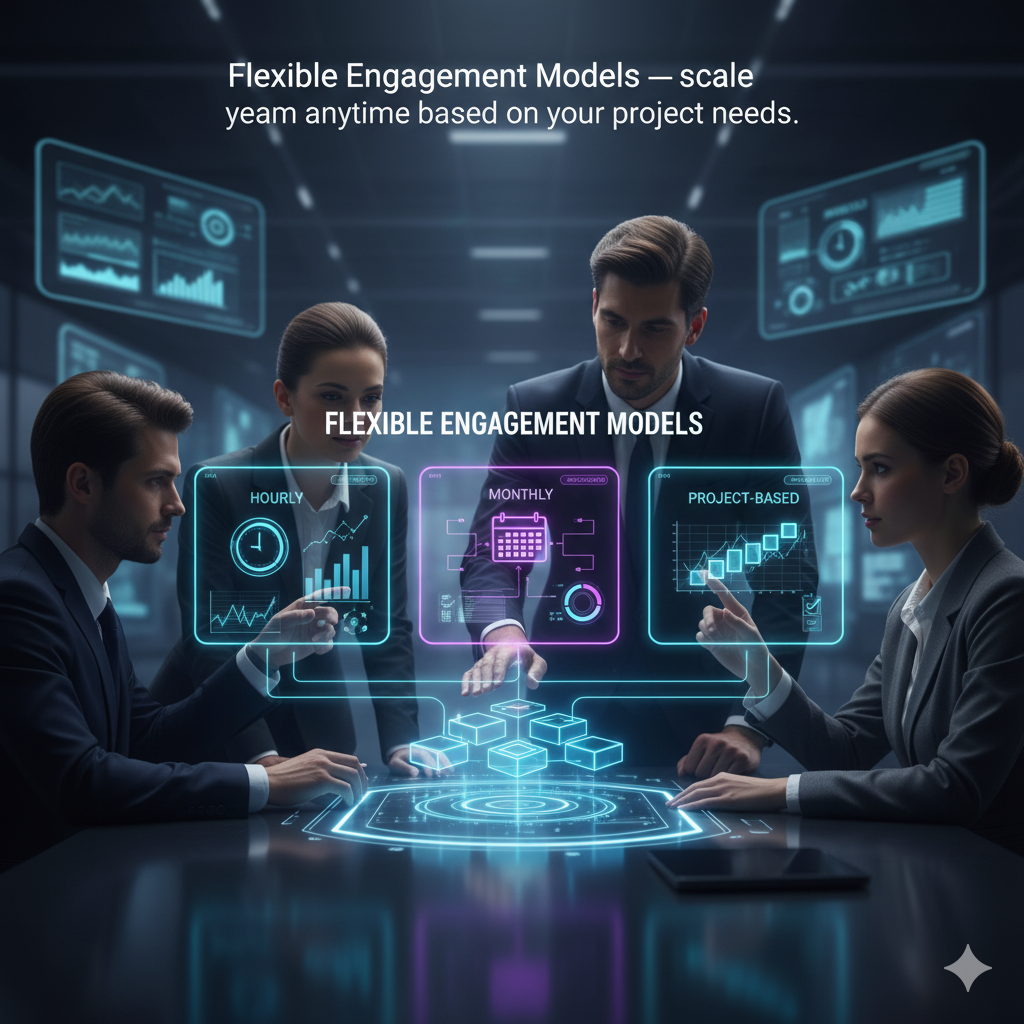 Flexible Engagement Models — scale
yeam anytime based on your project needs.
FLEXIBLE ENGAGEMENT MODELS
HOURLY
MONTHLY
PROJECT-BASED